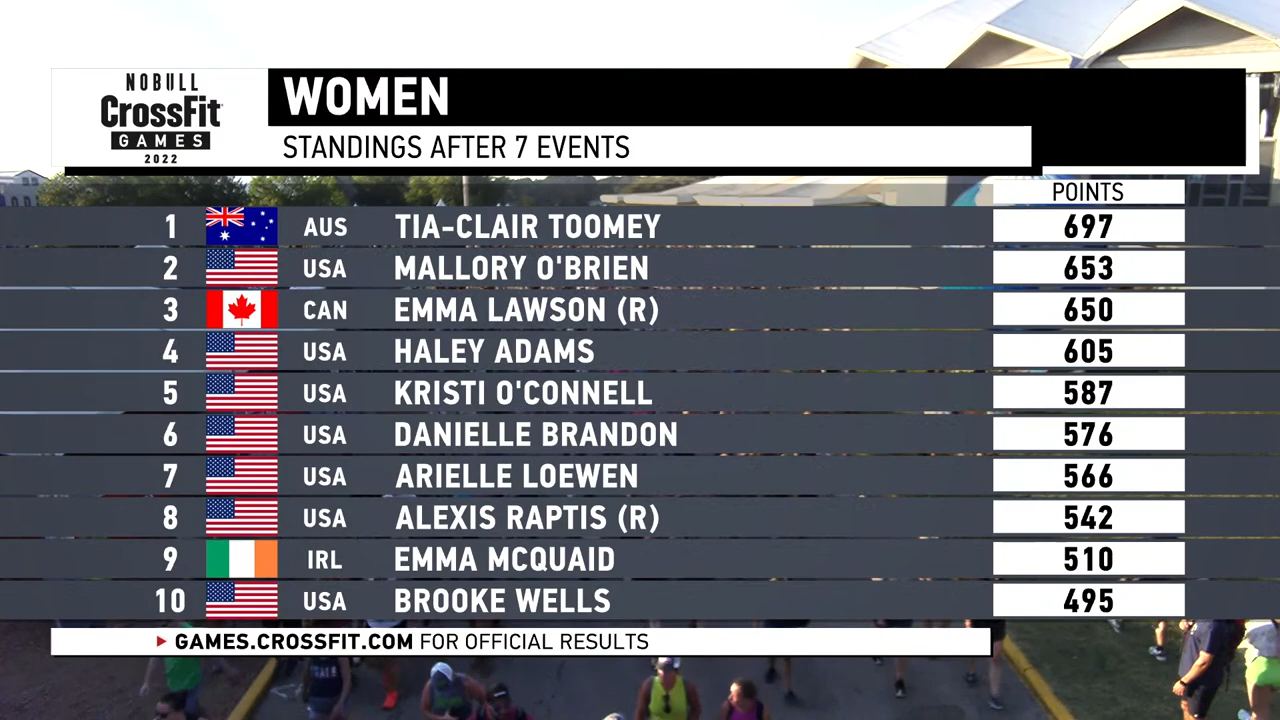 NOBULL
CrossFit
GAMES
2022
WOMEN
STANDINGS AFTER 7 EVENTS
POINTS
1 AUS TIA-CLAIR TOOMEY 697
2 USA MALLORY O'BRIEN 653
3 CAN EMMA LAWSON (R) 650
4 USA HALEY ADAMS 605
5 USA KRISTI O'CONNELL 587
6 USA DANIELLE BRANDON 576
7 USA ARIELLE LOEWEN 566
8 USA ALEXIS RAPTIS (R) 542
9 IRL EMMA MCQUAID 510
10 USA BROOKE WELLS 495
GAMES.CROSSFIT.COM FOR OFFICIAL RESULTS